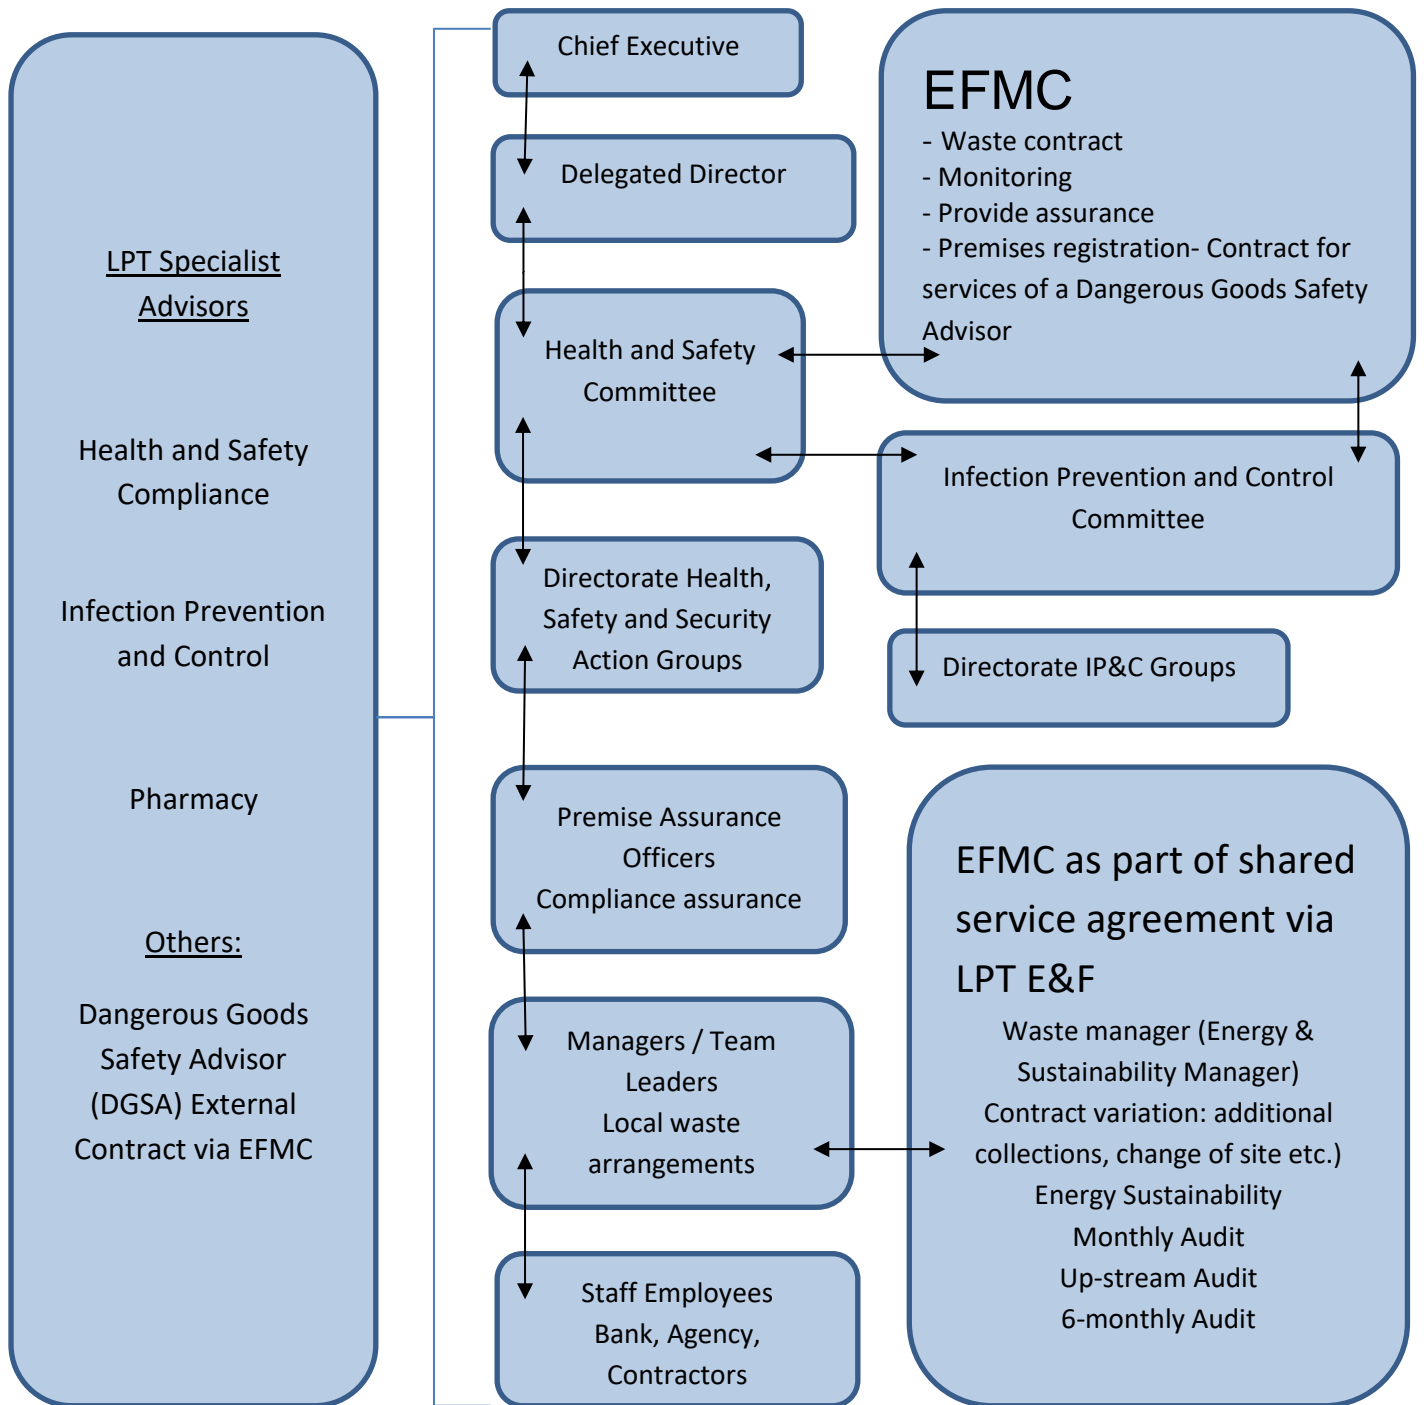 LPT Specialist
Advisors
Health and Safety
Compliance
Infection Prevention
and Control
Pharmacy
Others:
Dangerous Goods
Safety Advisor
(DGSA) External
Contract via EFMC
Chief Executive
Delegated Director
Health and Safety
Committee
Directorate Health,
Safety and Security
Action Groups
Premise Assurance
Officers
Compliance assurance
Managers / Team
Leaders
Local waste
arrangements
Staff Employees
Bank, Agency,
Contractors
EFMC
- Waste contract
- Monitoring
- Provide assurance
- Premises registration- Contract for
services of a Dangerous Goods Safety
Advisor
Infection Prevention and Control
Committee
Directorate IP&C Groups
EFMC as part of shared
service agreement via
LPT E&F
Waste manager (Energy &
Sustainability Manager)
Contract variation: additional
collections, change of site etc.)
Energy Sustainability
Monthly Audit
Up-stream Audit
6-monthly Audit